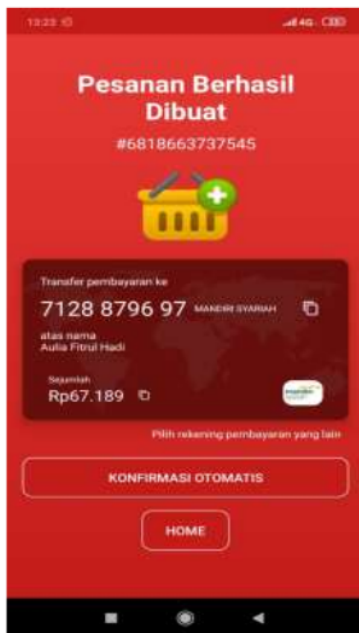 13:23
4G
Pesanan Berhasil
Dibuat
#6818663737545
Transfer pembayaran ke
7128 8796 97 MANDIRI SYARIAH
atas nama
Aulia Fitrul Hadi
Sejumlah
Rp67.189
Pilih rekening pembayaran yang lain
KONFIRMASI OTOMATIS
HOME